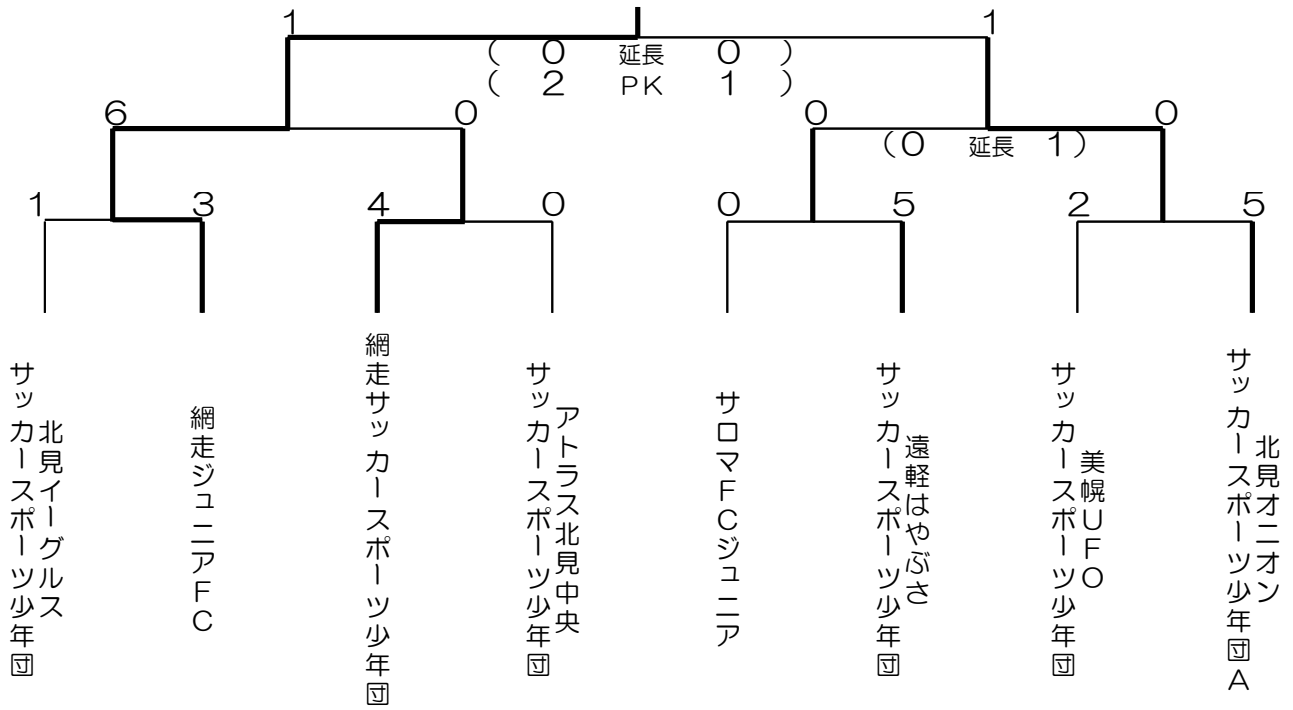 １　１
（　０　延長　０　）
（　２　ＰＫ　１　）
６　０　０　０
（０　延長　１）
１　３　４　０　０　５　２　５
北見イーグルス
サッカースポーツ少年団
網走ジュニアＦＣ
網走サッカースポーツ少年団
アトラス北見中央
サッカースポーツ少年団
サロマＦＣジュニア
遠軽はやぶさ
サッカースポーツ少年団
美幌ＵＦＯ
サッカースポーツ少年団
北見オニオン
サッカースポーツ少年団Ａ